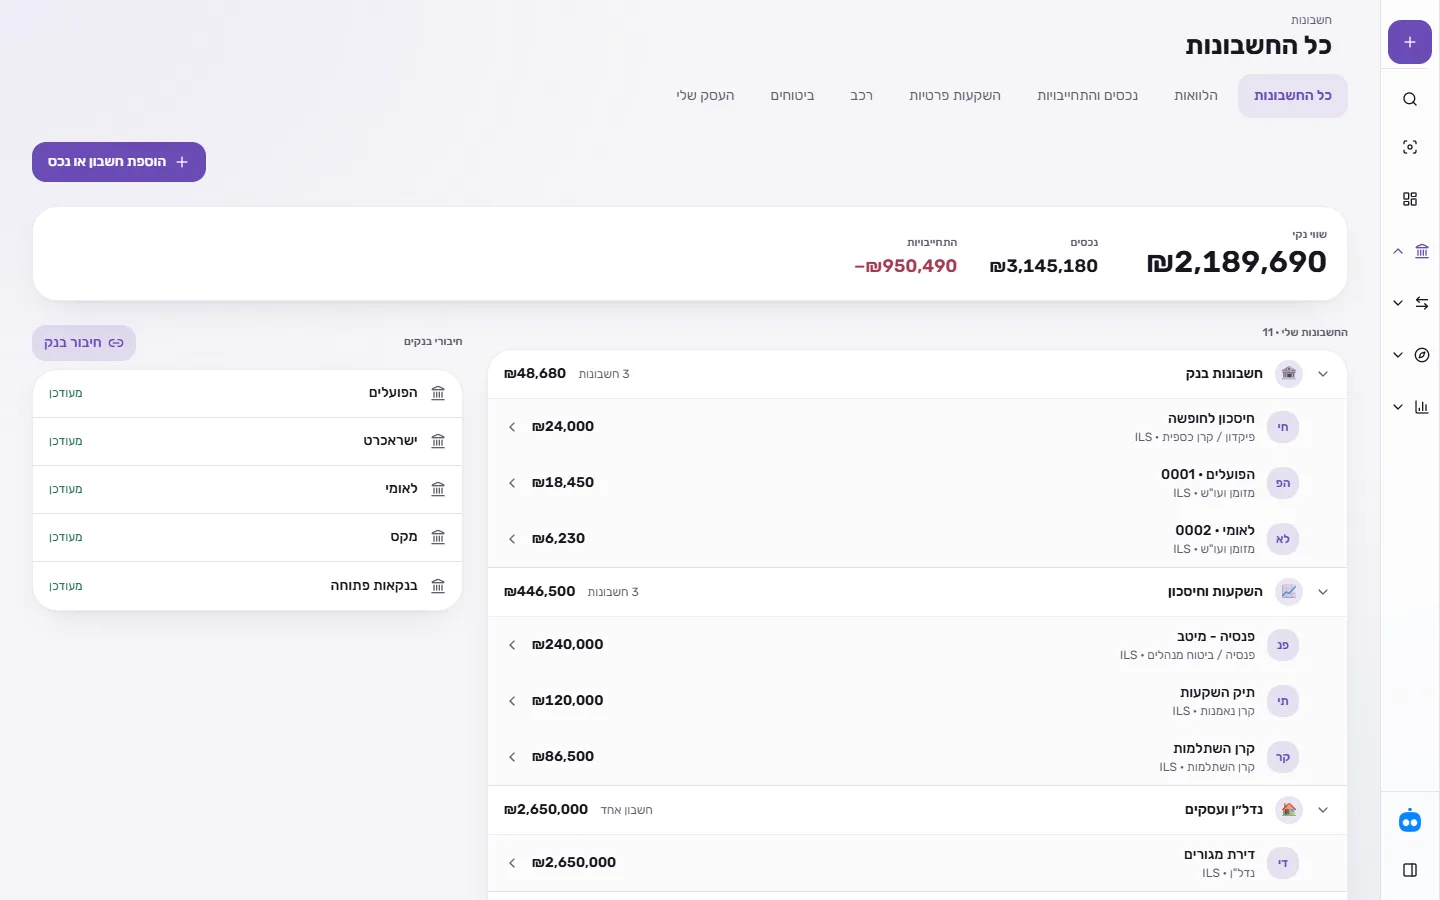 חשבונות
כל החשבונות
כל החשבונות
הלוואות
נכסים והתחייבויות
השקעות פרטיות
רכב
ביטוחים
העסק שלי
הוספת חשבון או נכס
שווי נקי
₪2,189,690
נכסים
₪3,145,180
התחייבויות
−₪950,490
החשבונות שלי • 11
חשבונות בנק
3 חשבונות
₪48,680
חי
חיסכון לחופשה
פיקדון / קרן כספית • ILS
₪24,000
הפ
הפועלים • 0001
מזומן ועו"ש • ILS
₪18,450
לא
לאומי • 0002
מזומן ועו"ש • ILS
₪6,230
השקעות וחיסכון
3 חשבונות
₪446,500
פנ
פנסיה - מיטב
פנסיה / ביטוח מנהלים • ILS
₪240,000
תי
תיק השקעות
קרן נאמנות • ILS
₪120,000
קר
קרן השתלמות
קרן השתלמות • ILS
₪86,500
נדל״ן ועסקים
חשבון אחד
₪2,650,000
די
דירת מגורים
נדל"ן • ILS
₪2,650,000
חיבורי בנקים
חיבור בנק
הפועלים
מעודכן
ישראכרט
מעודכן
לאומי
מעודכן
מקס
מעודכן
בנקאות פתוחה
מעודכן